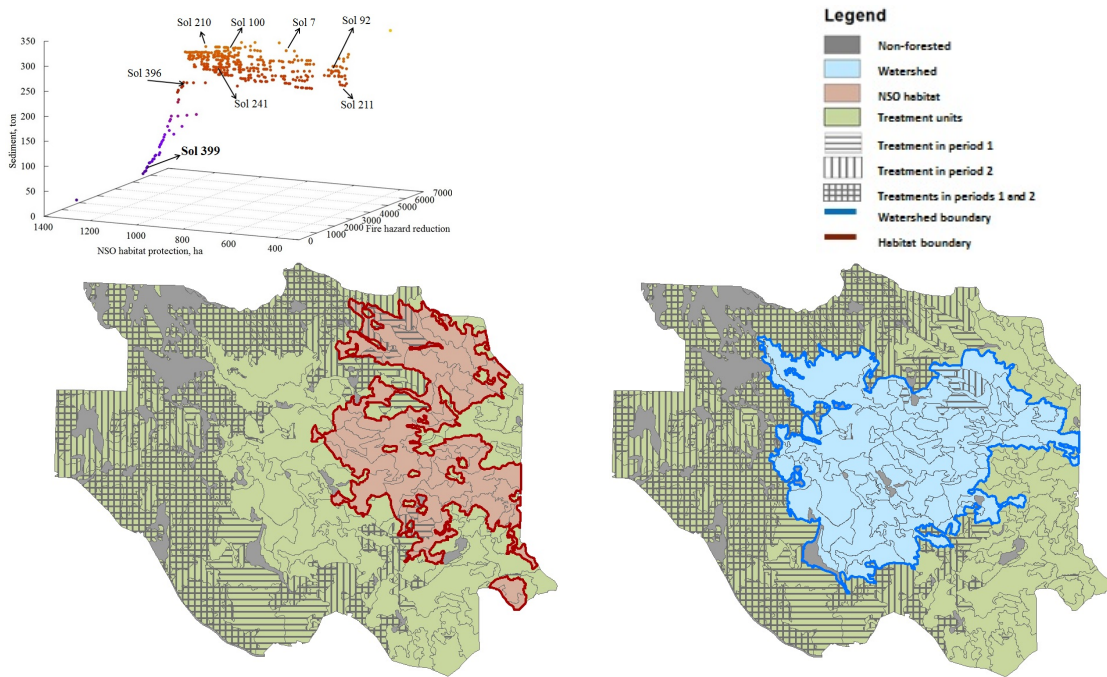 Sol 210
Sol 100
Sol 7
Sol 92
350
300
250
200
150
100
50
0
Sediment, ton
Sol 396
Sol 241
Sol 211
Sol 399
1400
1200
1000
800
600
400
NSO habitat protection, ha
0
1000
2000
3000
4000
5000
6000
7000
Fire hazard reduction
Legend
Non-forested
Watershed
NSO habitat
Treatment units
Treatment in period 1
Treatment in period 2
Treatments in periods 1 and 2
Watershed boundary
Habitat boundary